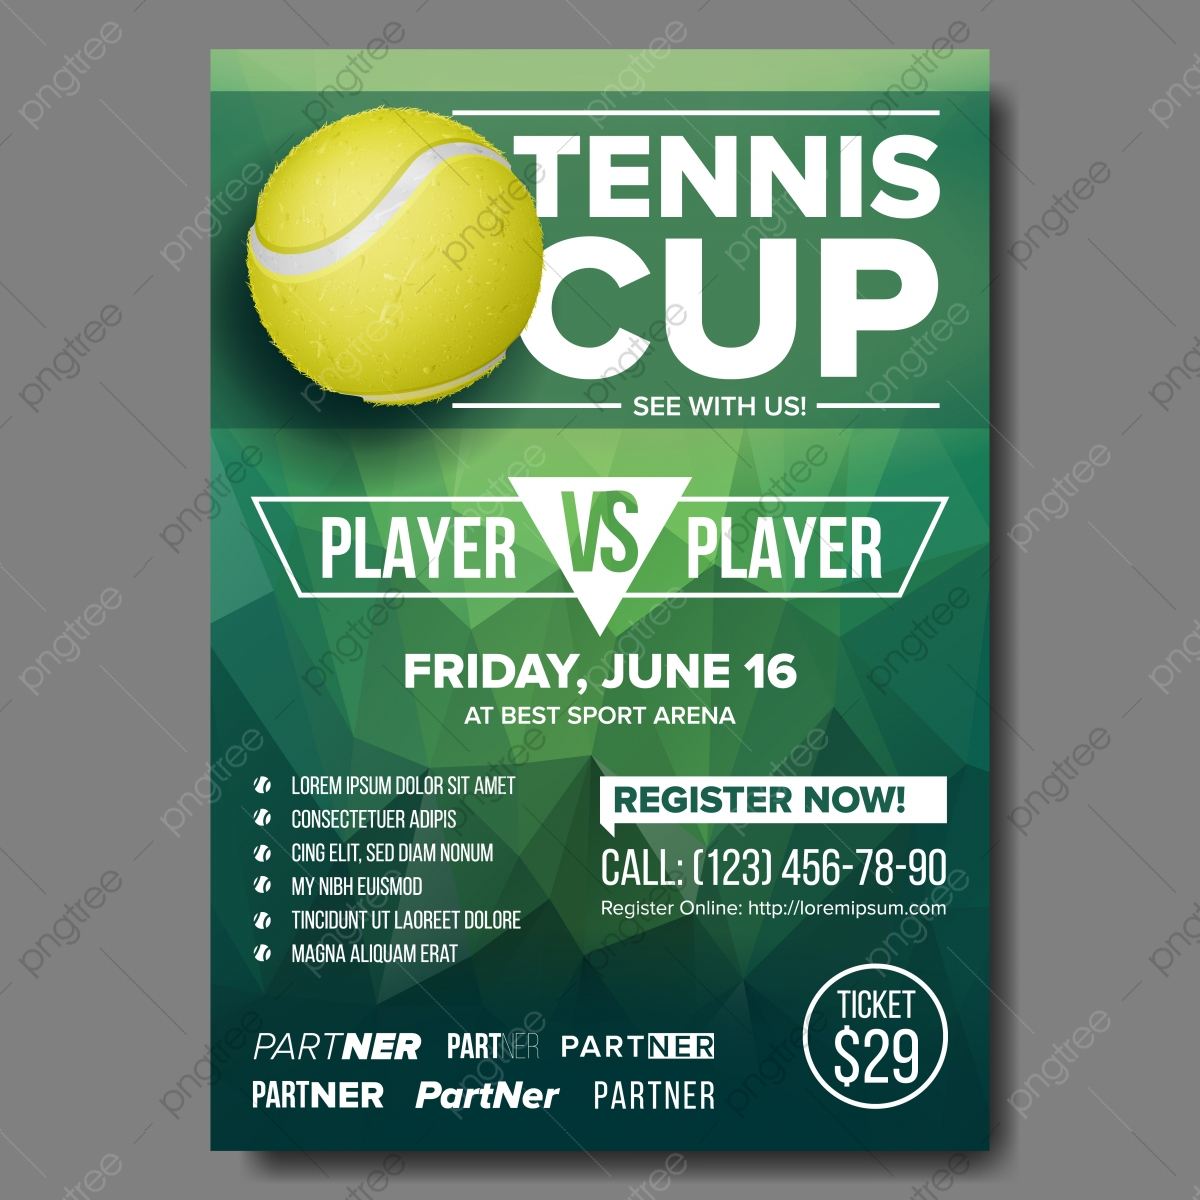 TENNIS
CUP
SEE WITH US!
PLAYER VS PLAYER
FRIDAY, JUNE 16
AT BEST SPORT ARENA
LOREM IPSUM DOLOR SIT AMET
CONSECTETUER ADIPIS
CING ELIT, SED DIAM NONUM
MY NIBH EUISMOD
TINCIDUNT UT LAOREET DOLORE
MAGNA ALIQUAM ERAT
REGISTER NOW!
CALL: (123) 456-78-90
Register Online: http://loremipsum.com
TICKET
$29
PARTNER PARTNER PARTNER
PARTNER PartNer PARTNER
pngtree